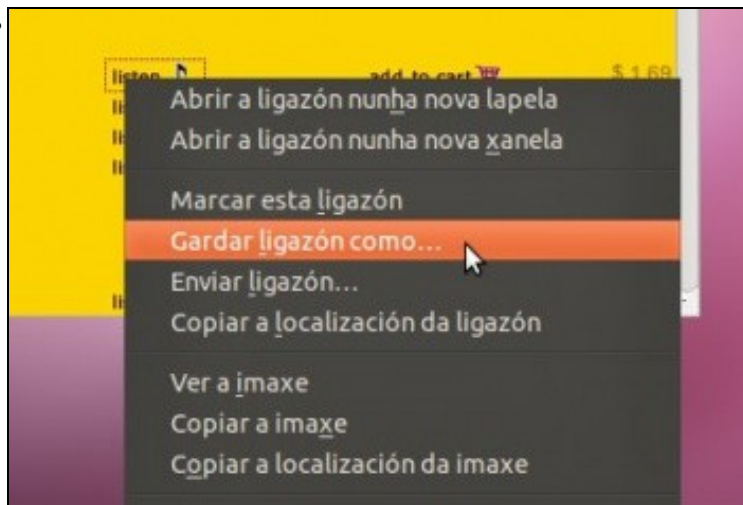 listen add to cart $ 1.69
Abrir a ligazón nunha nova lapela
Abrir a ligazón nunha nova xanela
Marcar esta ligazón
Gardar ligazón como...
Enviar ligazón...
Copiar a localización da ligazón
Ver a imaxe
Copiar a imaxe
Copiar a localización da imaxe